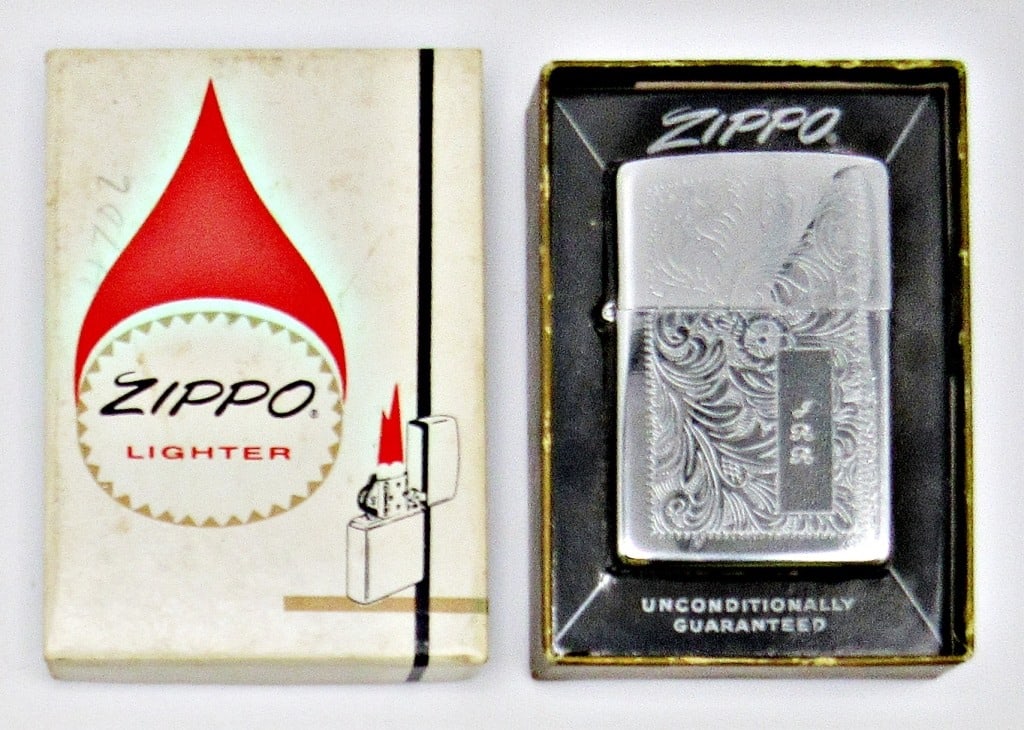 ZIPPO®
LIGHTER
ZIPPO®
UNCONDITIONALLY
GUARANTEED